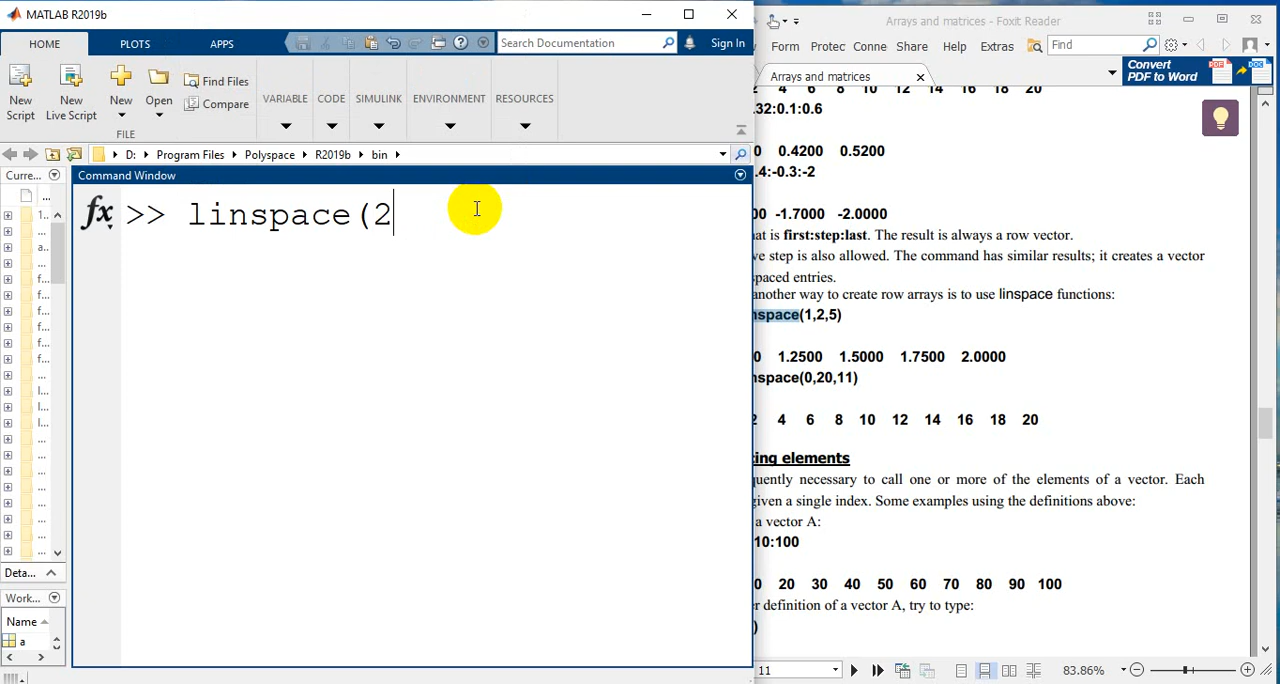 MATLAB R2019b
HOME PLOTS APPS
Search Documentation
Sign In
New Script
New Live Script
New
Open
Find Files
Compare
FILE
VARIABLE CODE SIMULINK ENVIRONMENT RESOURCES
D: Program Files Polyspace R2019b bin
Curre...
Command Window
fx >> linspace(2
...
1...
...
a..
...
f...
f...
f...
f...
f...
f...
...
...
...
l...
l...
l...
...
...
...
...
...
...
...
Deta...
Work...
Name
a
Arrays and matrices - Foxit Reader
Form Protec Conne Share Help Extras
Find
Arrays and matrices
Convert
PDF to Word
4 6 8 10 12 14 16 18 20
.32:0.1:0.6
0 0.4200 0.5200
.4:-0.3:-2
00 -1.7000 -2.0000
hat is first:step:last. The result is always a row vector.
ve step is also allowed. The command has similar results; it creates a vector
spaced entries.
another way to create row arrays is to use linspace functions:
nspace(1,2,5)
0 1.2500 1.5000 1.7500 2.0000
nspace(0,20,11)
2 4 6 8 10 12 14 16 18 20
cing elements
quently necessary to call one or more of the elements of a vector. Each
given a single index. Some examples using the definitions above:
a vector A:
10:100
0 20 30 40 50 60 70 80 90 100
er definition of a vector A, try to type:
)
11
83.86%